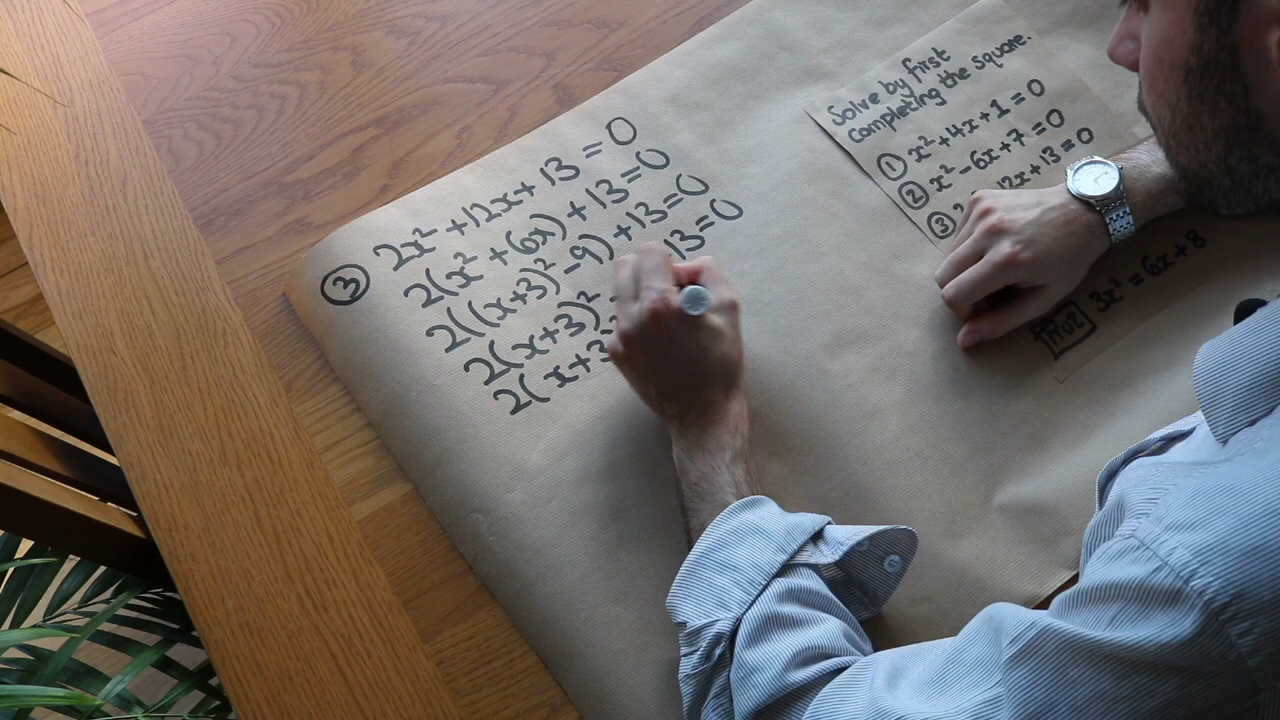 ③ 2x² + 12x + 13 = 0
2(x² + 6x) + 13 = 0
2((x+3)² - 9) + 13 = 0
2(x+3)² 13 = 0
2(x+3
Solve by first
completing the square.
① x² + 4x + 1 = 0
② x² - 6x + 7 = 0
③ 12x + 13 = 0
3x² = 6x + 8